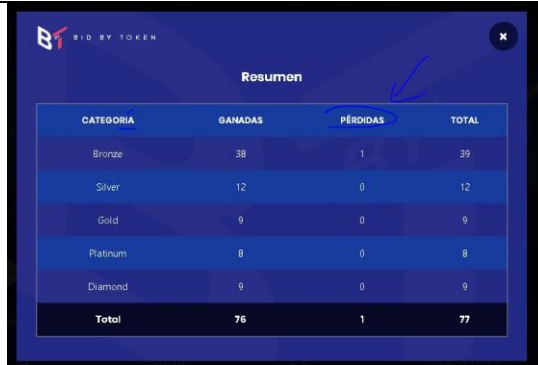 BT BID BY TOKEN
×
Resumen
CATEGORIA GANADAS PÉRDIDAS TOTAL
Bronze 38 1 39
Silver 12 0 12
Gold 9 0 9
Platinum 8 0 8
Diamond 9 0 9
Total 76 1 77